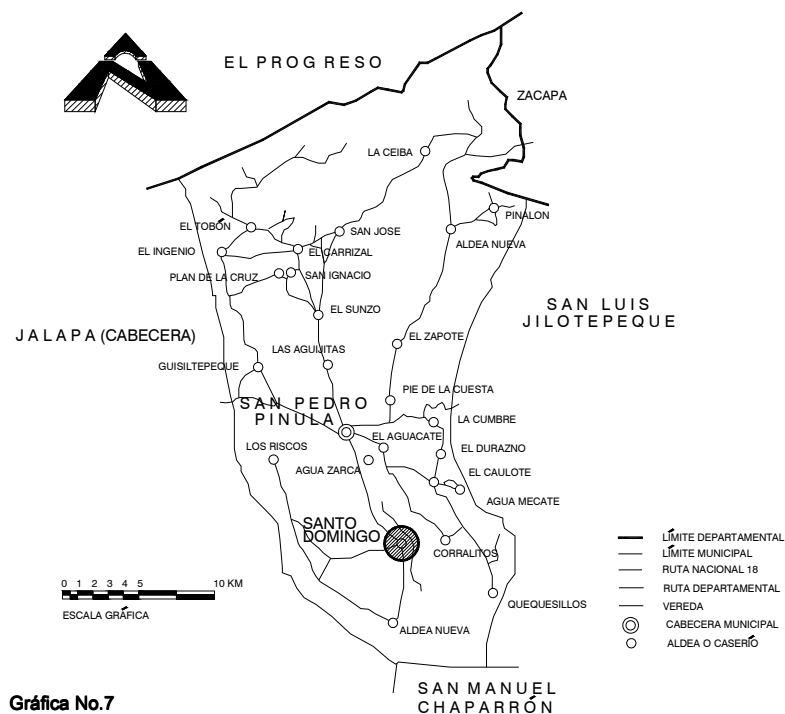 EL PROGRESO
ZACAPA
LA CEIBA
PINALON
EL TOBÓN
SAN JOSE
ALDEA NUEVA
EL INGENIO
EL CARRIZAL
PLAN DE LA CRUZ
SAN IGNACIO
SAN LUIS
JILOTEPEQUE
EL SUNZO
JALAPA (CABECERA)
EL ZAPOTE
LAS AGUIJITAS
GUISILTEPEQUE
PIE DE LA CUESTA
SAN PEDRO
PINULA
LA CUMBRE
EL AGUACATE
LOS RISCOS
EL DURAZNO
AGUA ZARCA
EL CAULOTE
AGUA MECATE
SANTO
DOMINGO
CORRALITOS
LÍMITE DEPARTAMENTAL
LÍMITE MUNICIPAL
RUTA NACIONAL 18
RUTA DEPARTAMENTAL
VEREDA
CABECERA MUNICIPAL
ALDEA O CASERÍO
0 1 2 3 4 5 10 KM
ESCALA GRÁFICA
QUEQUESILLOS
ALDEA NUEVA
SAN MANUEL
CHAPARRÓN
Gráfica No.7